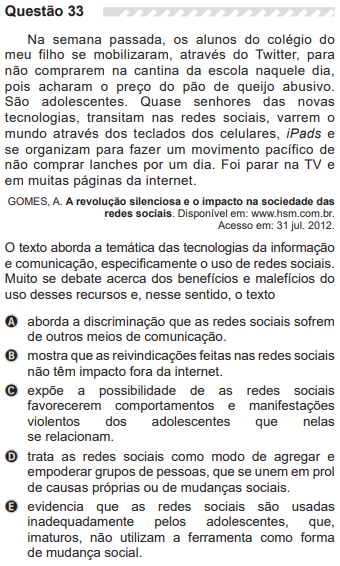 Questão 33
Na semana passada, os alunos do colégio do
meu filho se mobilizaram, através do Twitter, para
não comprarem na cantina da escola naquele dia,
pois acharam o preço do pão de queijo abusivo.
São adolescentes. Quase senhores das novas
tecnologias, transitam nas redes sociais, varrem o
mundo através dos teclados dos celulares, iPads e
se organizam para fazer um movimento pacífico de
não comprar lanches por um dia. Foi parar na TV e
em muitas páginas da internet.
GOMES, A. A revolução silenciosa e o impacto na sociedade das
redes sociais. Disponível em: www.hsm.com.br.
Acesso em: 31 jul. 2012.
O texto aborda a temática das tecnologias da informação
e comunicação, especificamente o uso de redes sociais.
Muito se debate acerca dos benefícios e malefícios do
uso desses recursos e, nesse sentido, o texto
A aborda a discriminação que as redes sociais sofrem
de outros meios de comunicação.
B mostra que as reivindicações feitas nas redes sociais
não têm impacto fora da internet.
C expõe a possibilidade de as redes sociais
favorecerem comportamentos e manifestações
violentos dos adolescentes que nelas
se relacionam.
D trata as redes sociais como modo de agregar e
empoderar grupos de pessoas, que se unem em prol
de causas próprias ou de mudanças sociais.
E evidencia que as redes sociais são usadas
inadequadamente pelos adolescentes, que,
imaturos, não utilizam a ferramenta como forma
de mudança social.